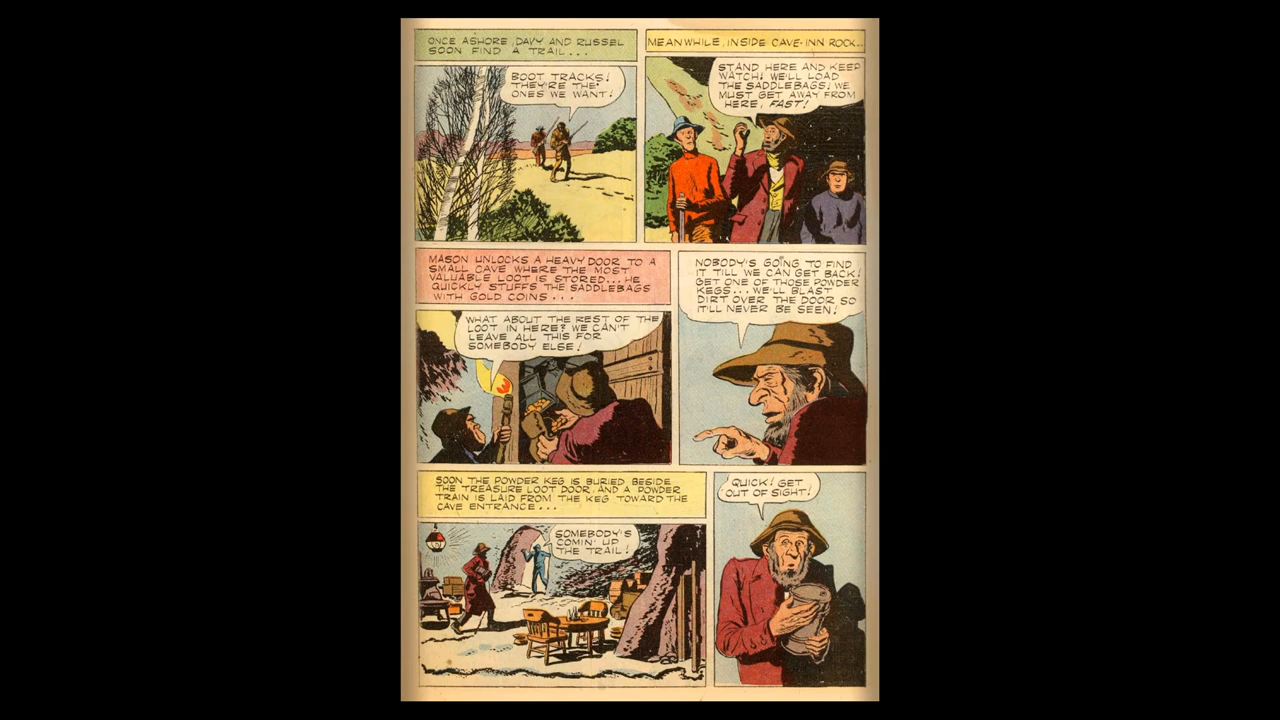 ONCE ASHORE, DAVY AND RUSSEL
SOON FIND A TRAIL...
BOOT TRACKS!
THEY'RE THE
ONES WE WANT!
MEANWHILE, INSIDE CAVE-INN ROCK...
STAND HERE AND KEEP
WATCH! WE'LL LOAD
THE SADDLEBAGS! WE
MUST GET AWAY FROM
HERE, FAST!
MASON UNLOCKS A HEAVY DOOR TO A
SMALL CAVE WHERE THE MOST
VALUABLE LOOT IS STORED... HE
QUICKLY STUFFS THE SADDLEBAGS
WITH GOLD COINS...
WHAT ABOUT THE REST OF THE
LOOT IN HERE? WE CAN'T
LEAVE ALL THIS FOR
SOMEBODY ELSE!
NOBODY'S GOING TO FIND
IT TILL WE CAN GET BACK!
GET ONE OF THOSE POWDER
KEGS... WE'LL BLAST
DIRT OVER THE DOOR SO
IT'LL NEVER BE SEEN!
SOON THE POWDER KEG IS BURIED BESIDE
THE TREASURE LOOT DOOR, AND A POWDER
TRAIN IS LAID FROM THE KEG TOWARD THE
CAVE ENTRANCE...
SOMEBODY'S
COMIN' UP
THE TRAIL!
QUICK! GET
OUT OF SIGHT!